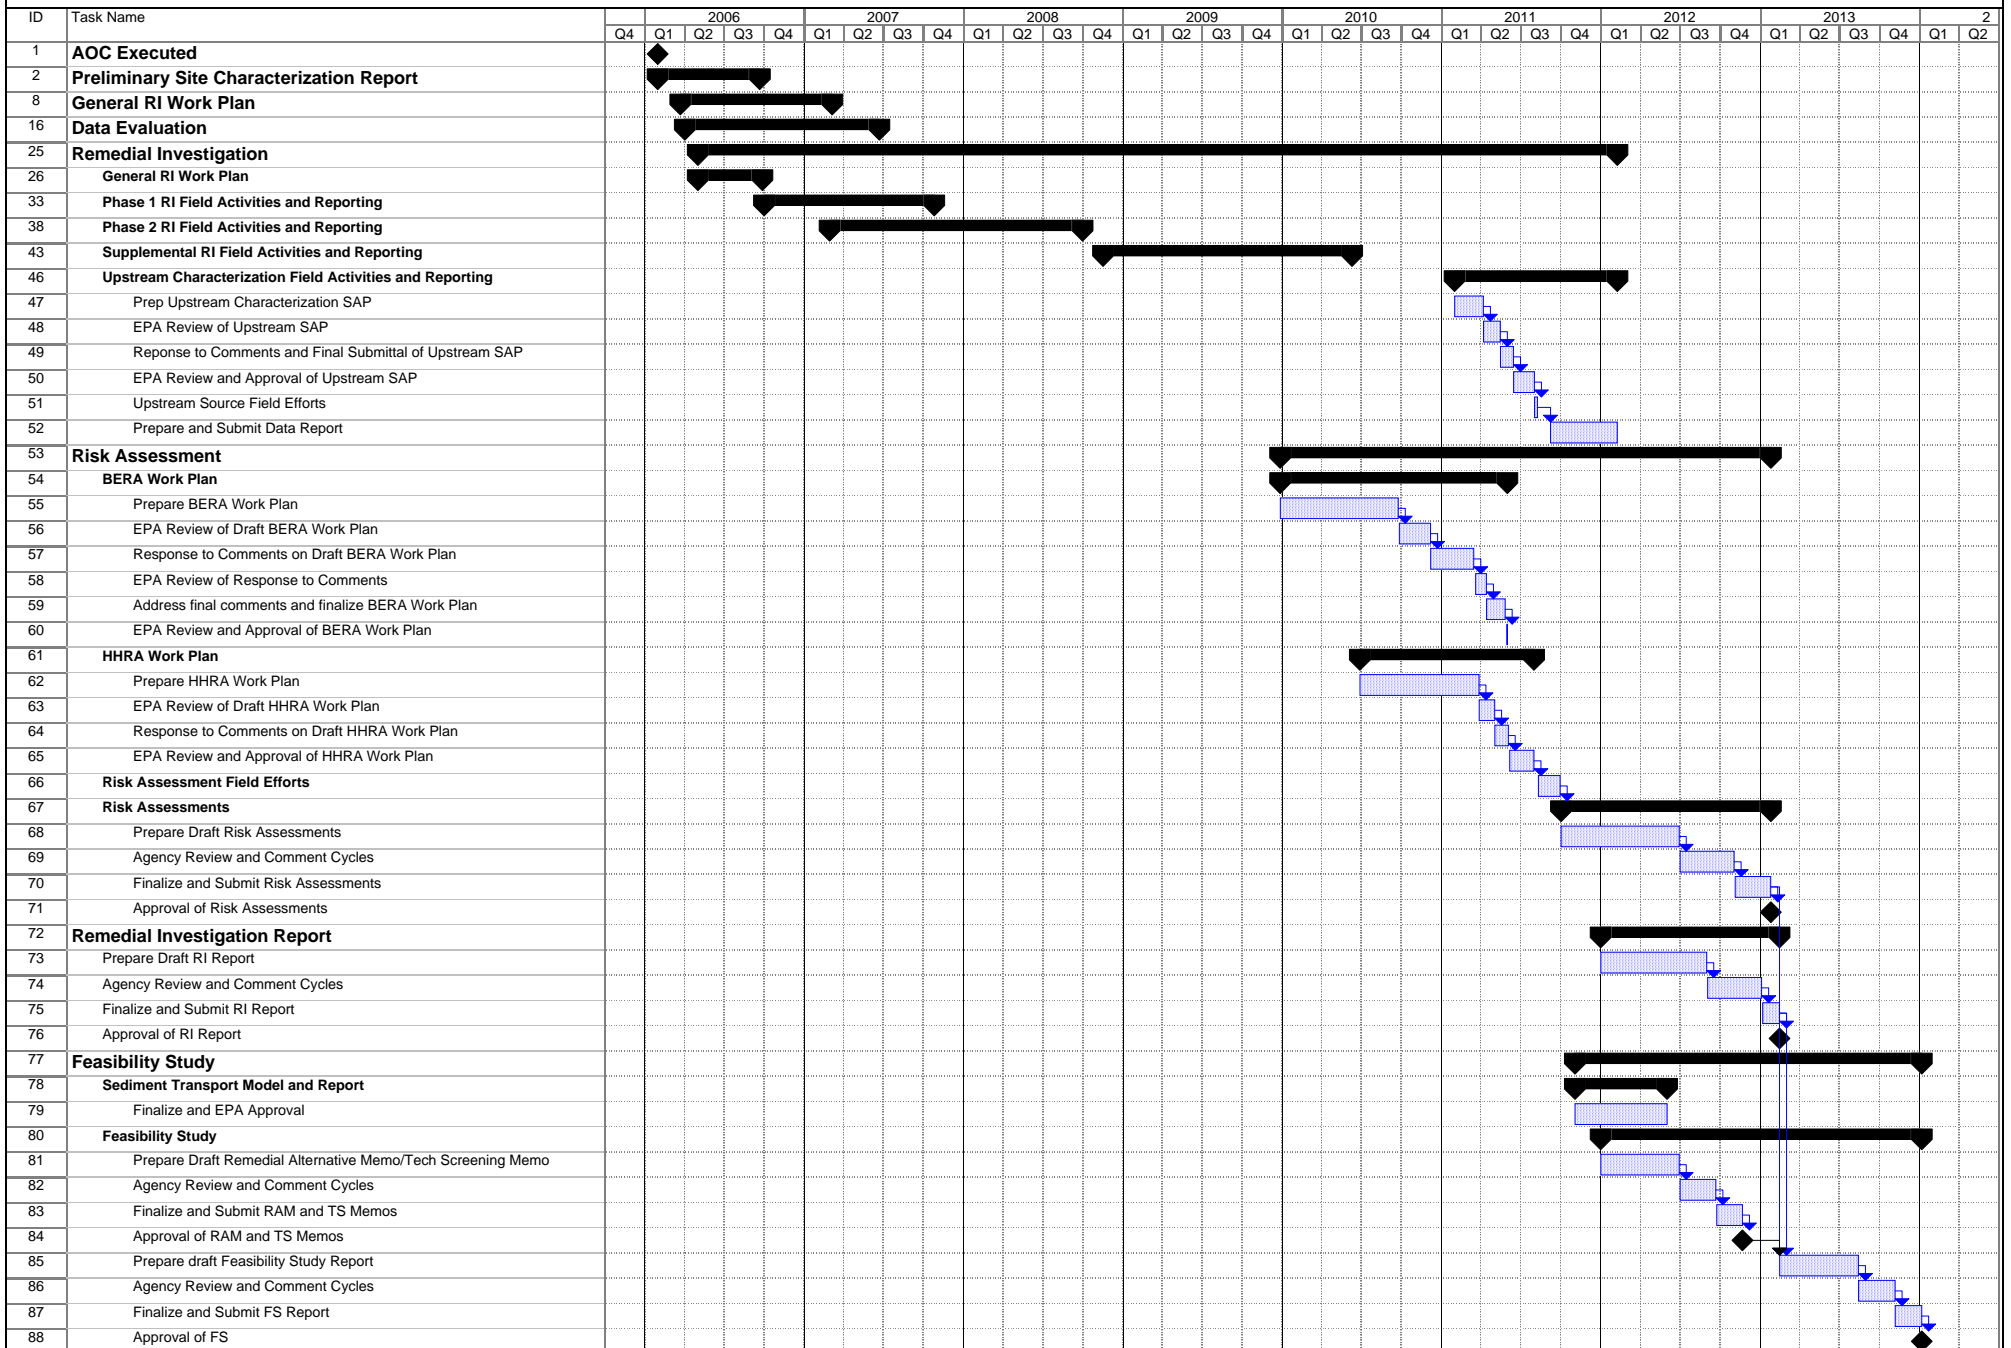 ID Task Name 2006 2007 2008 2009 2010 2011 2012 2013 2
Q4 Q1 Q2 Q3 Q4 Q1 Q2 Q3 Q4 Q1 Q2 Q3 Q4 Q1 Q2 Q3 Q4 Q1 Q2 Q3 Q4 Q1 Q2 Q3 Q4 Q1 Q2 Q3 Q4 Q1 Q2 Q3 Q4 Q1 Q2
1 AOC Executed
2 Preliminary Site Characterization Report
8 General RI Work Plan
16 Data Evaluation
25 Remedial Investigation
26 General RI Work Plan
33 Phase 1 RI Field Activities and Reporting
38 Phase 2 RI Field Activities and Reporting
43 Supplemental RI Field Activities and Reporting
46 Upstream Characterization Field Activities and Reporting
47 Prep Upstream Characterization SAP
48 EPA Review of Upstream SAP
49 Reponse to Comments and Final Submittal of Upstream SAP
50 EPA Review and Approval of Upstream SAP
51 Upstream Source Field Efforts
52 Prepare and Submit Data Report
53 Risk Assessment
54 BERA Work Plan
55 Prepare BERA Work Plan
56 EPA Review of Draft BERA Work Plan
57 Response to Comments on Draft BERA Work Plan
58 EPA Review of Response to Comments
59 Address final comments and finalize BERA Work Plan
60 EPA Review and Approval of BERA Work Plan
61 HHRA Work Plan
62 Prepare HHRA Work Plan
63 EPA Review of Draft HHRA Work Plan
64 Response to Comments on Draft HHRA Work Plan
65 EPA Review and Approval of HHRA Work Plan
66 Risk Assessment Field Efforts
67 Risk Assessments
68 Prepare Draft Risk Assessments
69 Agency Review and Comment Cycles
70 Finalize and Submit Risk Assessments
71 Approval of Risk Assessments
72 Remedial Investigation Report
73 Prepare Draft RI Report
74 Agency Review and Comment Cycles
75 Finalize and Submit RI Report
76 Approval of RI Report
77 Feasibility Study
78 Sediment Transport Model and Report
79 Finalize and EPA Approval
80 Feasibility Study
81 Prepare Draft Remedial Alternative Memo/Tech Screening Memo
82 Agency Review and Comment Cycles
83 Finalize and Submit RAM and TS Memos
84 Approval of RAM and TS Memos
85 Prepare draft Feasibility Study Report
86 Agency Review and Comment Cycles
87 Finalize and Submit FS Report
88 Approval of FS